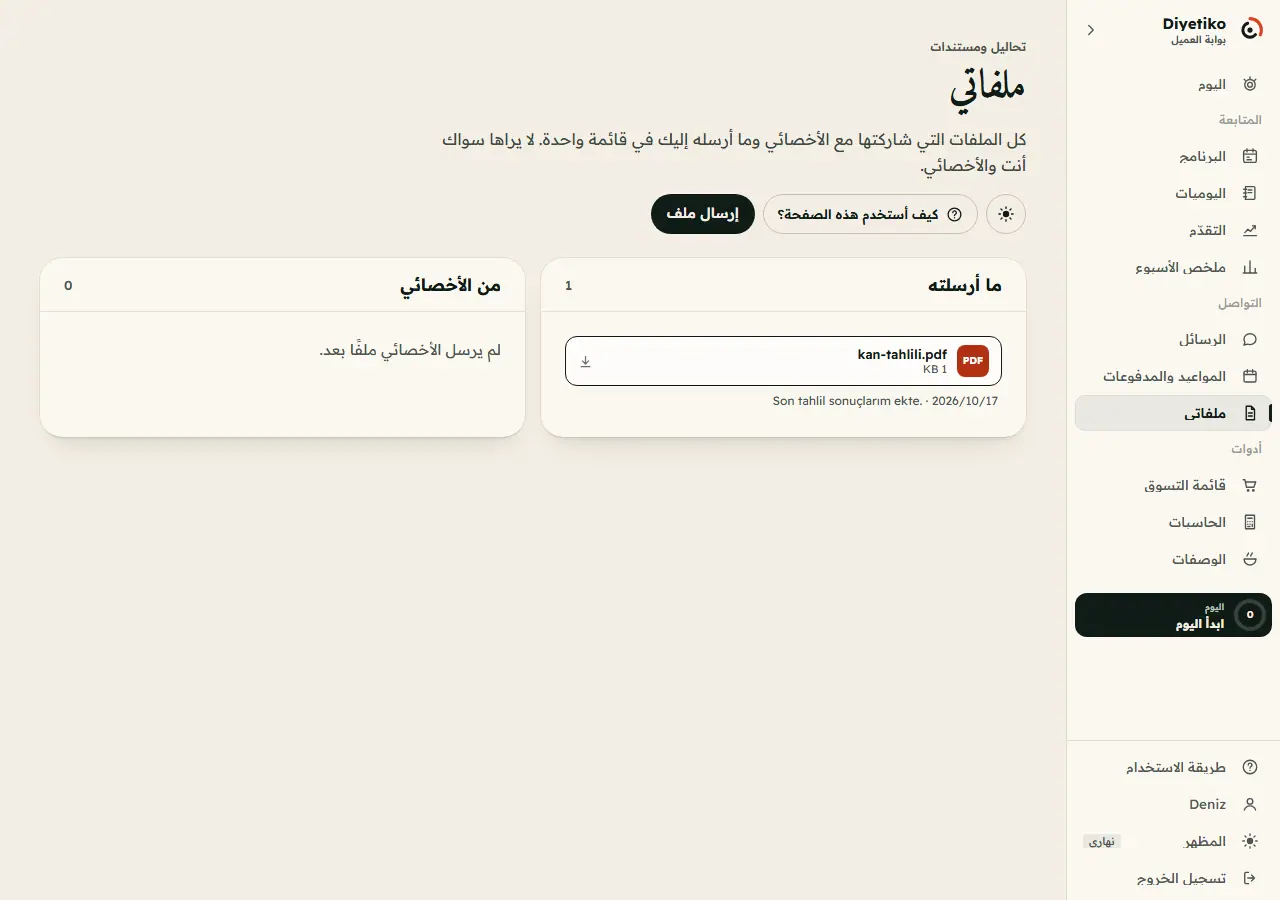 Diyetiko
بوابة العميل
اليوم
المتابعة
البرنامج
اليوميات
التقدّم
ملخص الأسبوع
التواصل
الرسائل
المواعيد والمدفوعات
ملفاتي
أدوات
قائمة التسوق
الحاسبات
الوصفات
0
اليوم
ابدأ اليوم
طريقة الاستخدام
Deniz
المظهر
نهاري
تسجيل الخروج
تحاليل ومستندات
ملفاتي
كل الملفات التي شاركتها مع الأخصائي وما أرسله إليك في قائمة واحدة. لا يراها سواك
أنت والأخصائي.
كيف أستخدم هذه الصفحة؟
إرسال ملف
ما أرسلته
1
PDF
kan-tahlili.pdf
1 KB
Son tahlil sonuçlarım ekte. · 2026/10/17
من الأخصائي
0
لم يرسل الأخصائي ملفًا بعد.